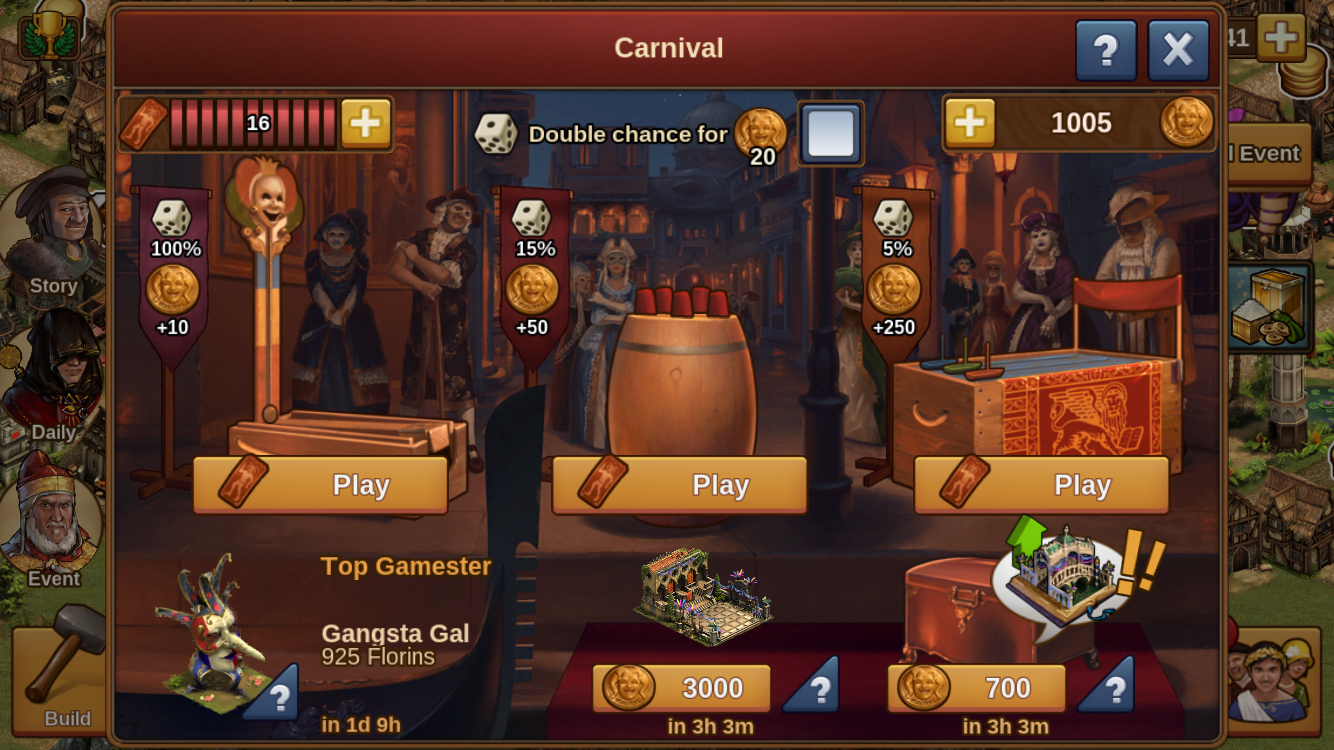 Carnival
?
X
41
16
Double chance for
20
1005
l Event
100%
+10
15%
+50
5%
+250
Story
Daily
Event
Build
Play
Play
Play
Top Gamester
Gangsta Gal
925 Florins
?
in 1d 9h
3000
?
in 3h 3m
!!
700
?
in 3h 3m